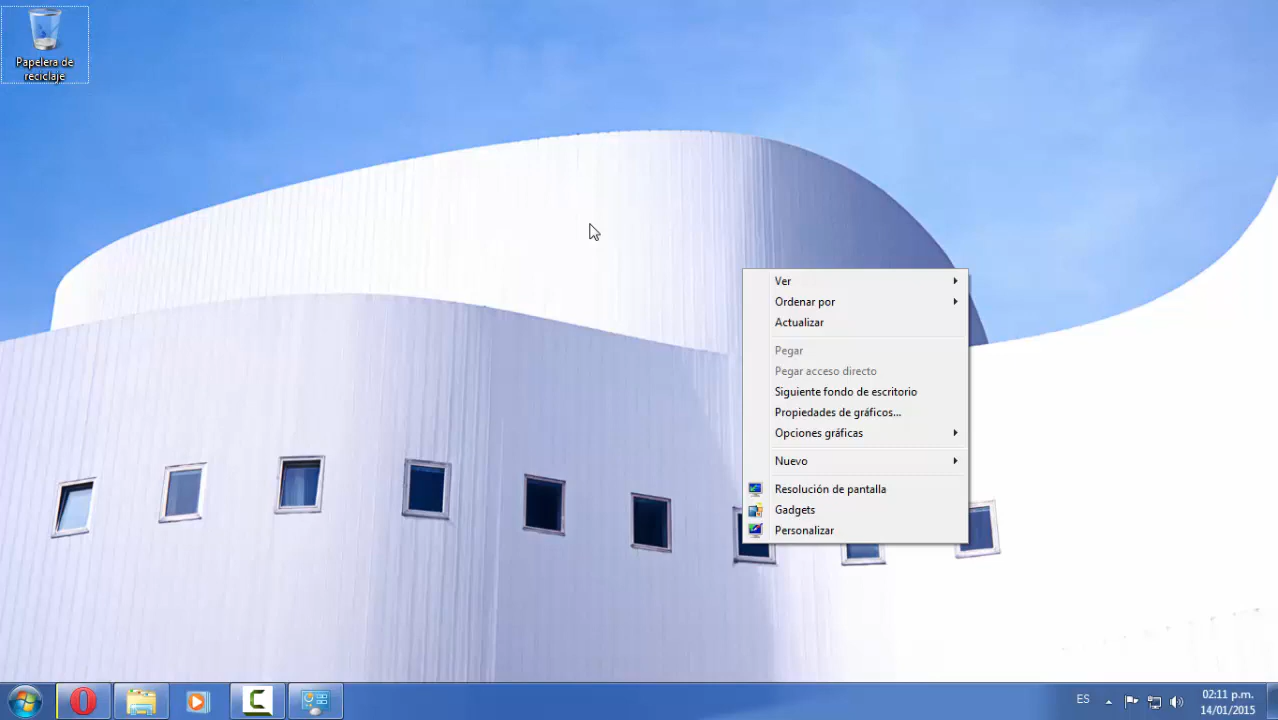 Papelera de
reciclaje
Ver
Ordenar por
Actualizar
Pegar
Pegar acceso directo
Siguiente fondo de escritorio
Propiedades de gráficos...
Opciones gráficas
Nuevo
Resolución de pantalla
Gadgets
Personalizar
ES
02:11 p.m.
14/01/2015